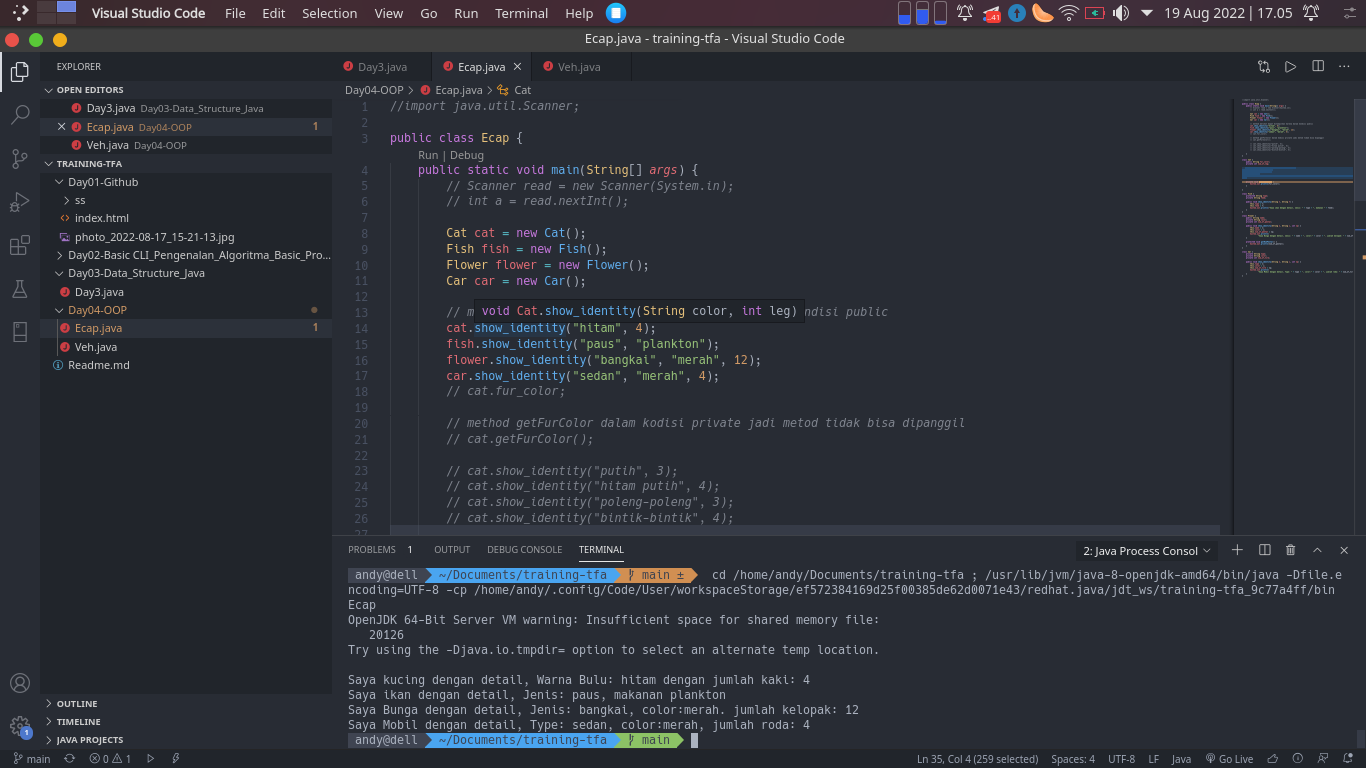 Visual Studio Code File Edit Selection View Go Run Terminal Help 41 19 Aug 2022 | 17.05
Ecap.java - training-tfa - Visual Studio Code
EXPLORER
OPEN EDITORS
Day3.java Day03-Data_Structure_Java
Ecap.java Day04-OOP 1
Veh.java Day04-OOP
TRAINING-TFA
Day01-Github
ss
index.html
photo_2022-08-17_15-21-13.jpg
Day02-Basic CLI_Pengenalan_Algoritma_Basic_Pro...
Day03-Data_Structure_Java
Day3.java
Day04-OOP
Ecap.java 1
Veh.java
Readme.md
OUTLINE
TIMELINE
JAVA PROJECTS
Day3.java Ecap.java Veh.java
Day04-OOP > Ecap.java > Cat
1 //import java.util.Scanner;
2
3 public class Ecap {
Run | Debug
4 public static void main(String[] args) {
5 // Scanner read = new Scanner(System.in);
6 // int a = read.nextInt();
7
8 Cat cat = new Cat();
9 Fish fish = new Fish();
10 Flower flower = new Flower();
11 Car car = new Car();
12
void Cat.show_identity(String color, int leg)
13 // m ndisi public
14 cat.show_identity("hitam", 4);
15 fish.show_identity("paus", "plankton");
16 flower.show_identity("bangkai", "merah", 12);
17 car.show_identity("sedan", "merah", 4);
18 // cat.fur_color;
19
20 // method getFurColor dalam kodisi private jadi metod tidak bisa dipanggil
21 // cat.getFurColor();
22
23 // cat.show_identity("putih", 3);
24 // cat.show_identity("hitam putih", 4);
25 // cat.show_identity("poleng-poleng", 3);
26 // cat.show_identity("bintik-bintik", 4);
27
PROBLEMS 1 OUTPUT DEBUG CONSOLE TERMINAL 2: Java Process Consol
andy@dell ~/Documents/training-tfa main ± cd /home/andy/Documents/training-tfa ; /usr/lib/jvm/java-8-openjdk-amd64/bin/java -Dfile.e
ncoding=UTF-8 -cp /home/andy/.config/Code/User/workspaceStorage/ef572384169d25f00385de62d0071e43/redhat.java/jdt_ws/training-tfa_9c77a4ff/bin
Ecap
OpenJDK 64-Bit Server VM warning: Insufficient space for shared memory file:
20126
Try using the -Djava.io.tmpdir= option to select an alternate temp location.
Saya kucing dengan detail, Warna Bulu: hitam dengan jumlah kaki: 4
Saya ikan dengan detail, Jenis: paus, makanan plankton
Saya Bunga dengan detail, Jenis: bangkai, color:merah. jumlah kelopak: 12
Saya Mobil dengan detail, Type: sedan, color:merah, jumlah roda: 4
andy@dell ~/Documents/training-tfa main
1
main 0 1 Ln 35, Col 4 (259 selected) Spaces: 4 UTF-8 LF Java Go Live